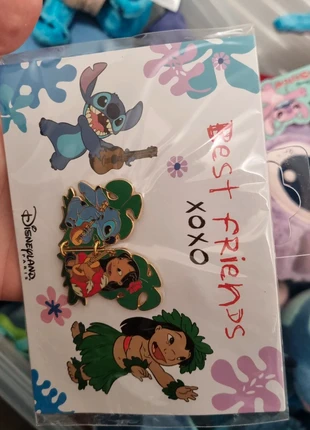 Best friends
XOXO
Disneyland
PARIS